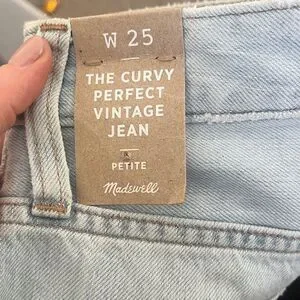 W 25
THE CURVY
PERFECT
VINTAGE
JEAN
PETITE
Madewell